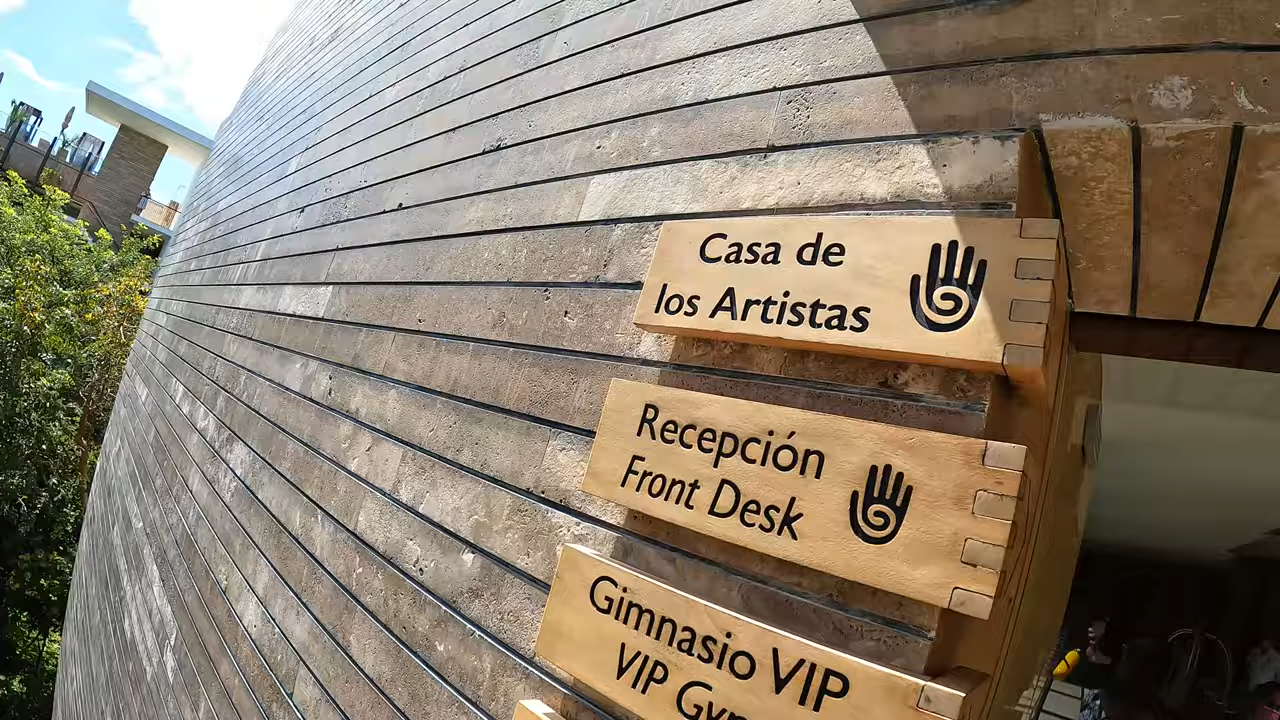 Casa de
los Artistas
Recepción
Front Desk
Gimnasio VIP
VIP